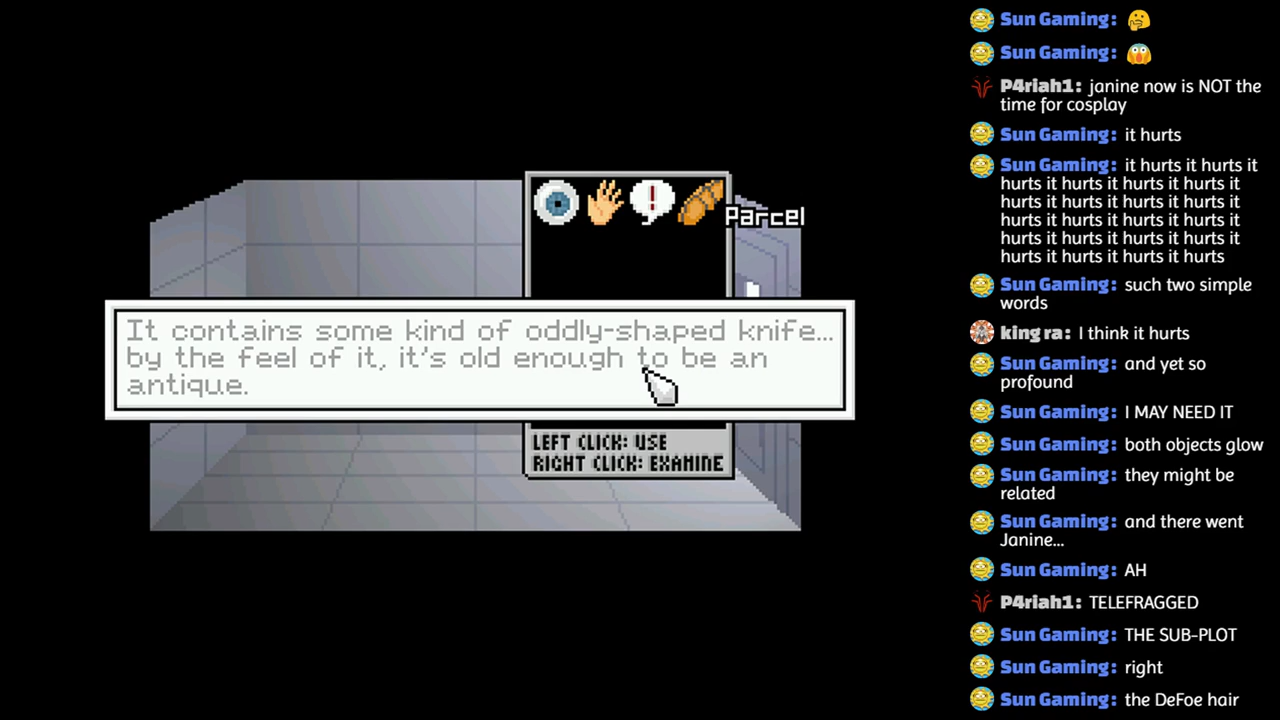 Parcel
It contains some kind of oddly-shaped knife...
by the feel of it, it's old enough to be an
antique.
LEFT CLICK: USE
RIGHT CLICK: EXAMINE
Sun Gaming: 🤔
Sun Gaming: 😱
P4riah1: janine now is NOT the
time for cosplay
Sun Gaming: it hurts
Sun Gaming: it hurts it hurts it
hurts it hurts it hurts it hurts it
hurts it hurts it hurts it hurts it
hurts it hurts it hurts it hurts it
hurts it hurts it hurts it hurts it
hurts it hurts it hurts it hurts
Sun Gaming: such two simple
words
king ra: I think it hurts
Sun Gaming: and yet so
profound
Sun Gaming: I MAY NEED IT
Sun Gaming: both objects glow
Sun Gaming: they might be
related
Sun Gaming: and there went
Janine...
Sun Gaming: AH
P4riah1: TELEFRAGGED
Sun Gaming: THE SUB-PLOT
Sun Gaming: right
Sun Gaming: the DeFoe hair